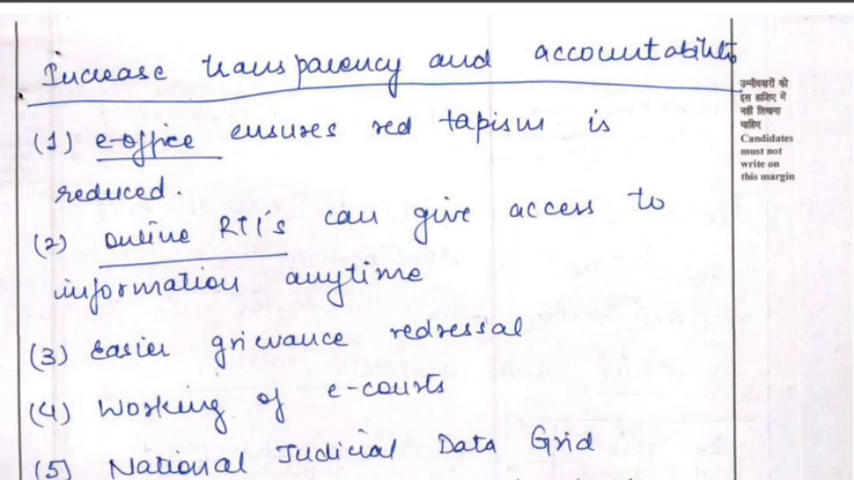 Increase transparency and accountability
(1) e-office ensures red tapism is
reduced.
(2) online RTI's can give access to
information anytime
(3) Easier grievance redressal
(4) Working of e-courts
(5) National Judicial Data Grid
उम्मीदवारों को
इस हाशिए में
नहीं लिखना
चाहिए
Candidates
must not
write on
this margin